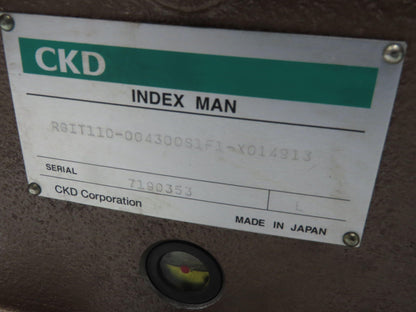 CKD
INDEX MAN
RGIT110-004300S1F1-X014913
SERIAL
7190353
L
CKD Corporation
MADE IN JAPAN